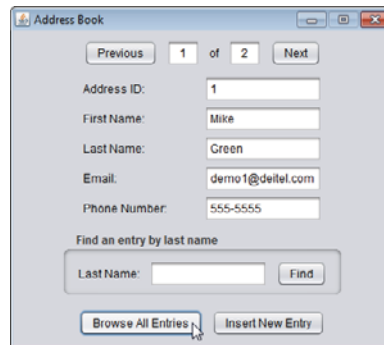 Address Book
Previous 1 of 2 Next
Address ID: 1
First Name: Mike
Last Name: Green
Email: demo1@deitel.com
Phone Number: 555-5555
Find an entry by last name
Last Name: Find
Browse All Entries Insert New Entry